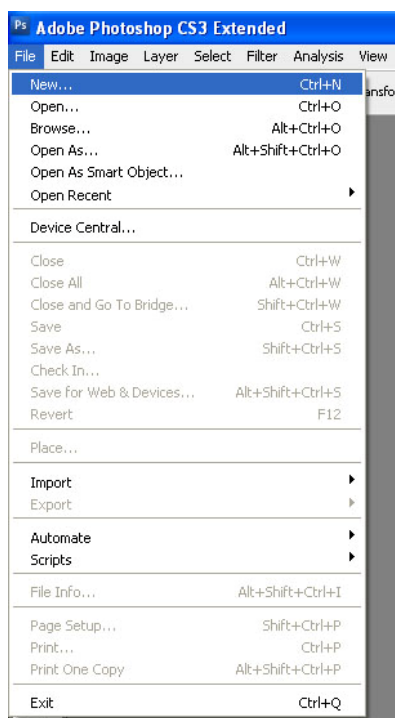 Ps Adobe Photoshop CS3 Extended
File Edit Image Layer Select Filter Analysis View
New... Ctrl+N
Open... Ctrl+O
Browse... Alt+Ctrl+O
Open As... Alt+Shift+Ctrl+O
Open As Smart Object...
Open Recent
Device Central...
Close Ctrl+W
Close All Alt+Ctrl+W
Close and Go To Bridge... Shift+Ctrl+W
Save Ctrl+S
Save As... Shift+Ctrl+S
Check In...
Save for Web & Devices... Alt+Shift+Ctrl+S
Revert F12
Place...
Import
Export
Automate
Scripts
File Info... Alt+Shift+Ctrl+I
Page Setup... Shift+Ctrl+P
Print... Ctrl+P
Print One Copy Alt+Shift+Ctrl+P
Exit Ctrl+Q